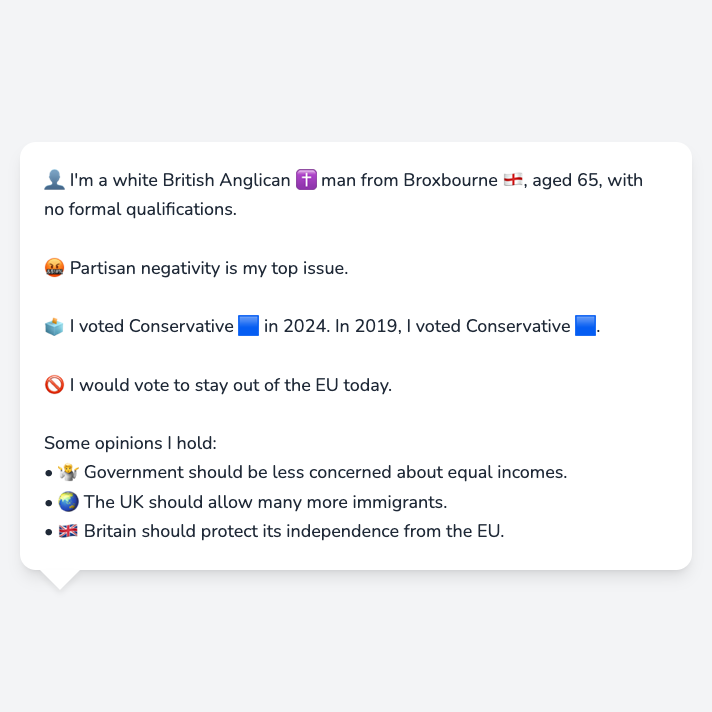 👤 I'm a white British Anglican ✝️ man from Broxbourne 🏴󠁧󠁢󠁥󠁮󠁧󠁿, aged 65, with
no formal qualifications.
🤬 Partisan negativity is my top issue.
🗳️ I voted Conservative 🟦 in 2024. In 2019, I voted Conservative 🟦.
🚫 I would vote to stay out of the EU today.
Some opinions I hold:
• 🤷 Government should be less concerned about equal incomes.
• 🌏 The UK should allow many more immigrants.
• 🇬🇧 Britain should protect its independence from the EU.